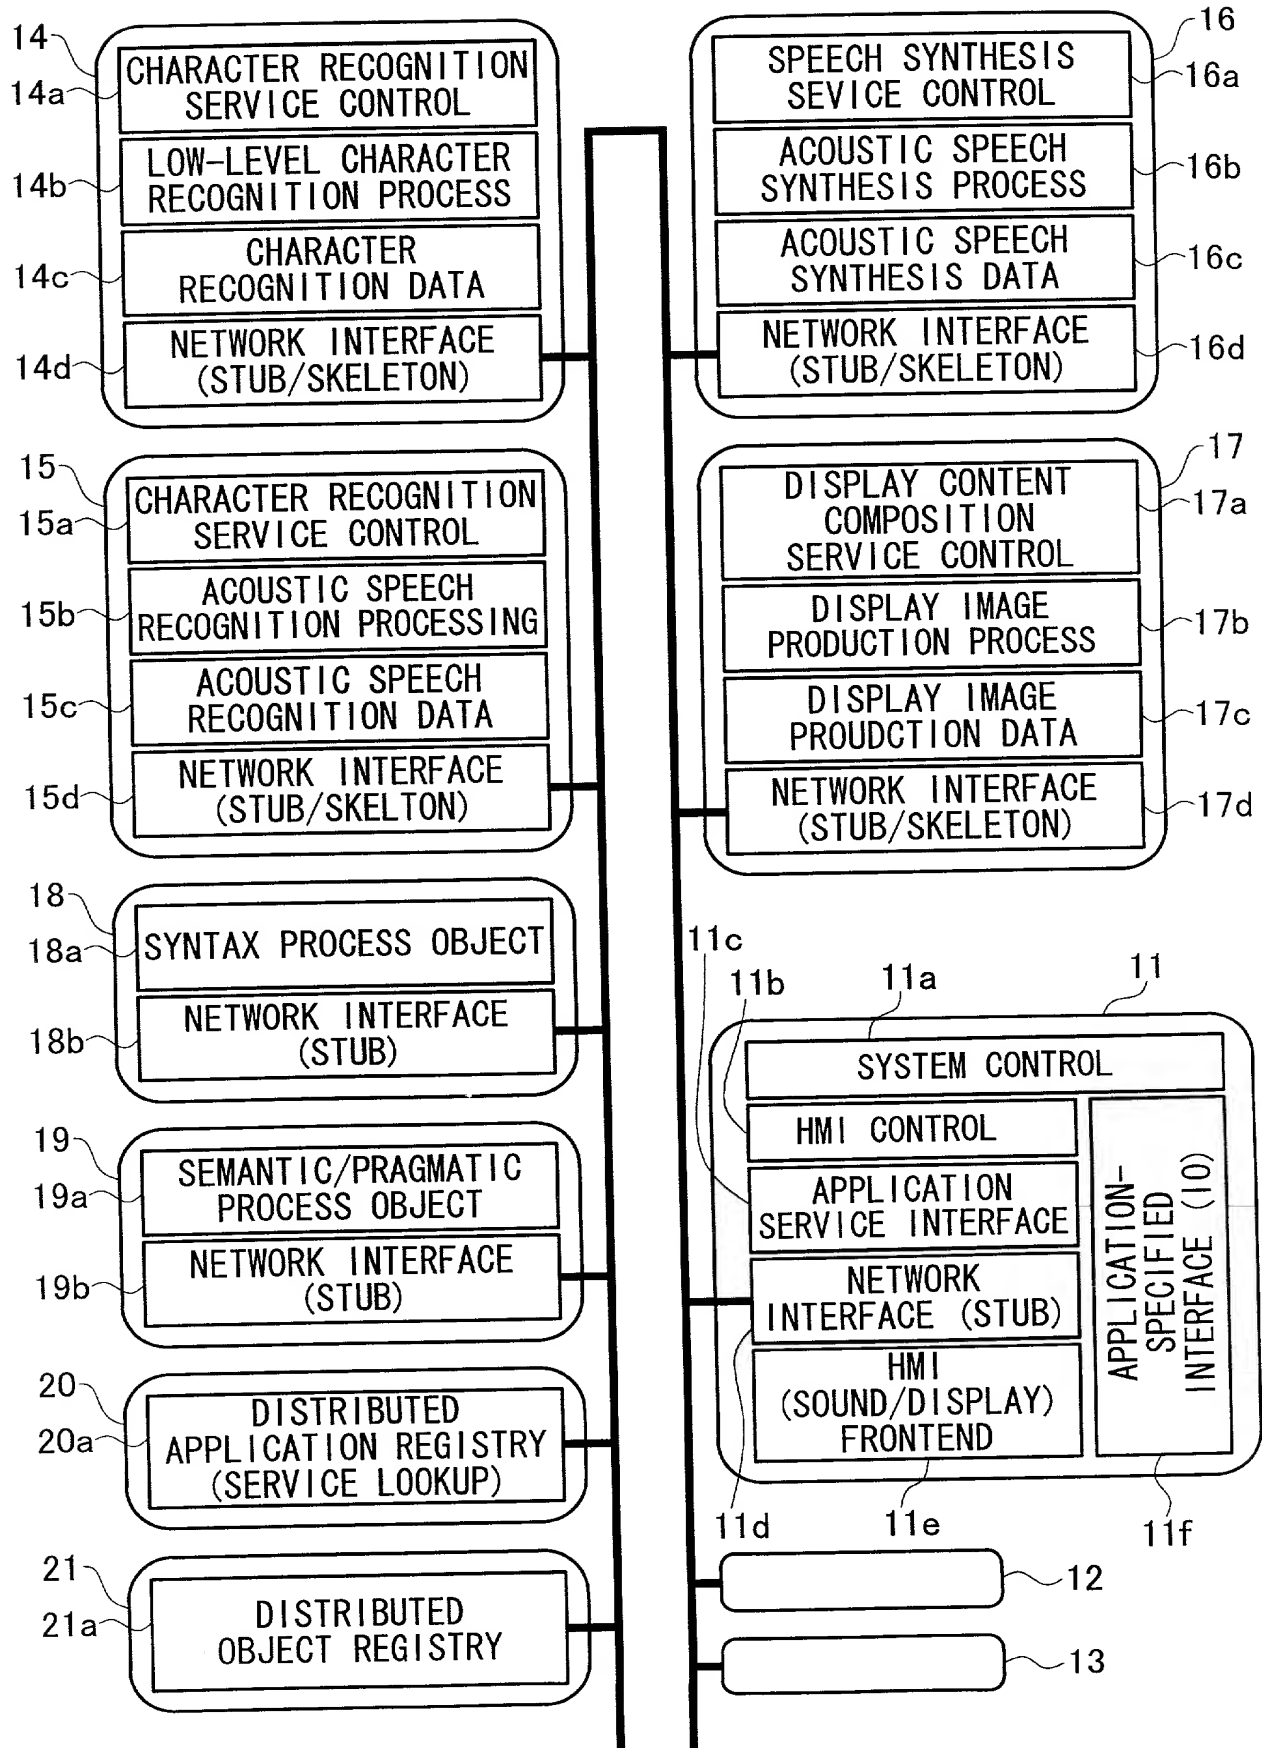 14
14a
CHARACTER RECOGNITION
SERVICE CONTROL
14b
LOW-LEVEL CHARACTER
RECOGNITION PROCESS
14c
CHARACTER
RECOGNITION DATA
14d
NETWORK INTERFACE
(STUB/SKELETON)
15
15a
CHARACTER RECOGNITION
SERVICE CONTROL
15b
ACOUSTIC SPEECH
RECOGNITION PROCESSING
15c
ACOUSTIC SPEECH
RECOGNITION DATA
15d
NETWORK INTERFACE
(STUB/SKELTON)
18
18a
SYNTAX PROCESS OBJECT
18b
NETWORK INTERFACE
(STUB)
19
19a
SEMANTIC/PRAGMATIC
PROCESS OBJECT
19b
NETWORK INTERFACE
(STUB)
20
20a
DISTRIBUTED
APPLICATION REGISTRY
(SERVICE LOOKUP)
21
21a
DISTRIBUTED
OBJECT REGISTRY
16
16a
SPEECH SYNTHESIS
SEVICE CONTROL
16b
ACOUSTIC SPEECH
SYNTHESIS PROCESS
16c
ACOUSTIC SPEECH
SYNTHESIS DATA
16d
NETWORK INTERFACE
(STUB/SKELETON)
17
17a
DISPLAY CONTENT
COMPOSITION
SERVICE CONTROL
17b
DISPLAY IMAGE
PRODUCTION PROCESS
17c
DISPLAY IMAGE
PROUDCTION DATA
17d
NETWORK INTERFACE
(STUB/SKELETON)
11c
11b
11a
11
SYSTEM CONTROL
HMI CONTROL
APPLICATION
SERVICE INTERFACE
NETWORK
INTERFACE (STUB)
HMI
(SOUND/DISPLAY)
FRONTEND
APPLICATION-
SPECIFIED
INTERFACE (IO)
11d
11e
11f
12
13